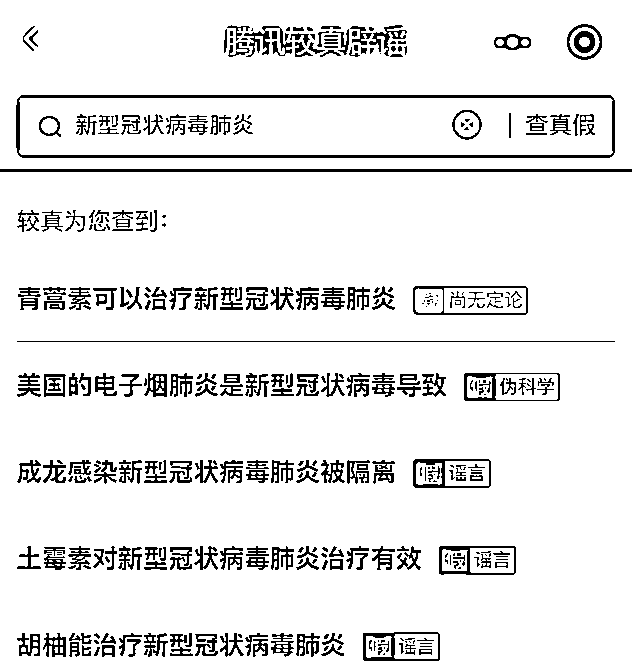 腾讯较真辟谣
新型冠状病毒肺炎 查真假
较真为您查到：
青蒿素可以治疗新型冠状病毒肺炎 尚无定论
美国的电子烟肺炎是新型冠状病毒导致 假 伪科学
成龙感染新型冠状病毒肺炎被隔离 假 谣言
土霉素对新型冠状病毒肺炎治疗有效 假 谣言
胡柚能治疗新型冠状病毒肺炎 假 谣言